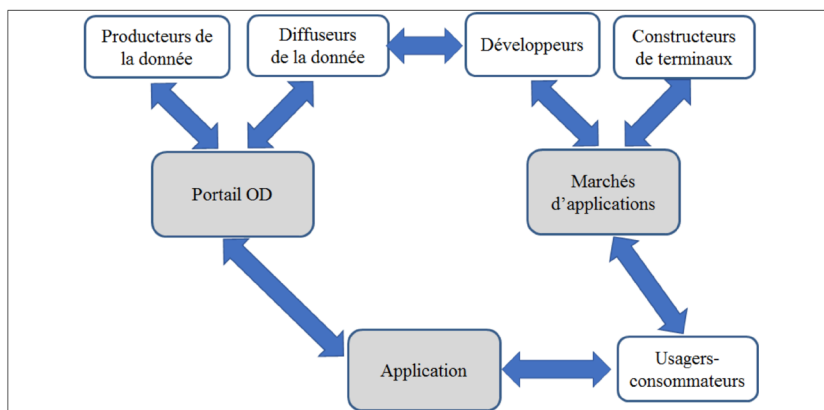 Producteurs de
la donnée
Diffuseurs
de la donnée
Développeurs
Constructeurs
de terminaux
Portail OD
Marchés
d'applications
Application
Usagers-
consommateurs